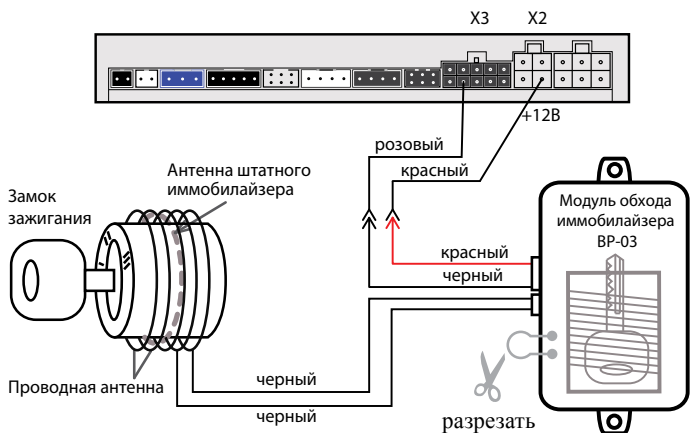 X3 X2
+12В
розовый
красный
Антенна штатного
иммобилайзера
Замок
зажигания
Модуль обхода
иммобилайзера
BP-03
красный
черный
Проводная антенна
черный
черный
разрезать